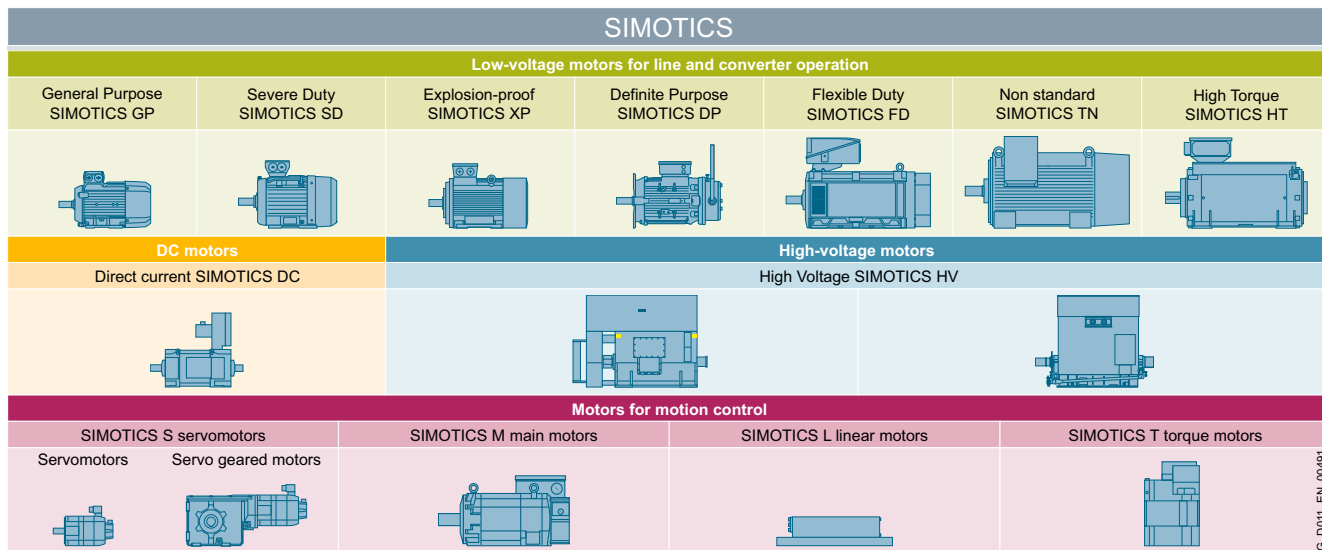 SIMOTICS
Low-voltage motors for line and converter operation
General Purpose
SIMOTICS GP
Severe Duty
SIMOTICS SD
Explosion-proof
SIMOTICS XP
Definite Purpose
SIMOTICS DP
Flexible Duty
SIMOTICS FD
Non standard
SIMOTICS TN
High Torque
SIMOTICS HT
DC motors
High-voltage motors
Direct current SIMOTICS DC
High Voltage SIMOTICS HV
Motors for motion control
SIMOTICS S servomotors
SIMOTICS M main motors
SIMOTICS L linear motors
SIMOTICS T torque motors
Servomotors
Servo geared motors
G_D011_EN_00491